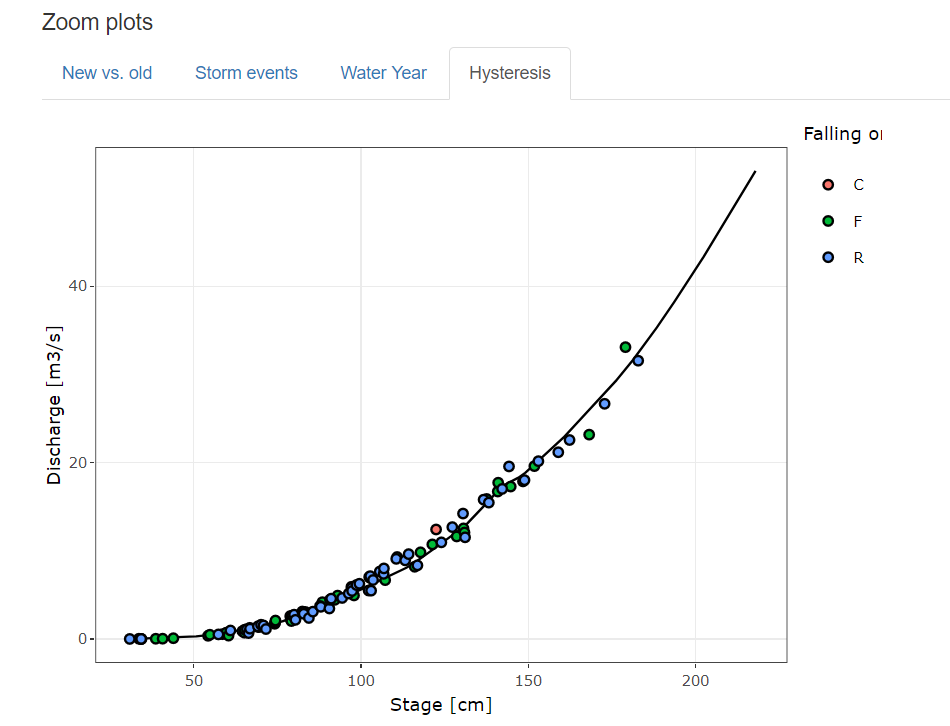 Zoom plots
New vs. old Storm events Water Year Hysteresis
Falling or
C
F
R
40
20
0
Discharge [m3/s]
50 100 150 200
Stage [cm]